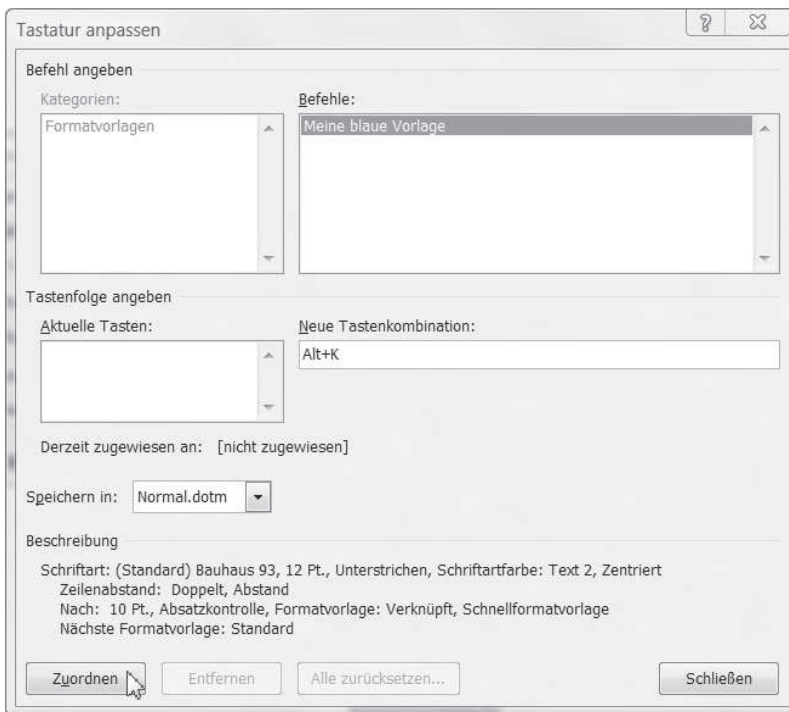 Tastatur anpassen
Befehl angeben
Kategorien:
Befehle:
Formatvorlagen
Meine blaue Vorlage
Tastenfolge angeben
Aktuelle Tasten:
Neue Tastenkombination:
Alt+K
Derzeit zugewiesen an: [nicht zugewiesen]
Speichern in: Normal.dotm
Beschreibung
Schriftart: (Standard) Bauhaus 93, 12 Pt., Unterstrichen, Schriftartfarbe: Text 2, Zentriert
Zeilenabstand: Doppelt, Abstand
Nach: 10 Pt., Absatzkontrolle, Formatvorlage: Verknüpft, Schnellformatvorlage
Nächste Formatvorlage: Standard
Zuordnen Entfernen Alle zurücksetzen... Schließen